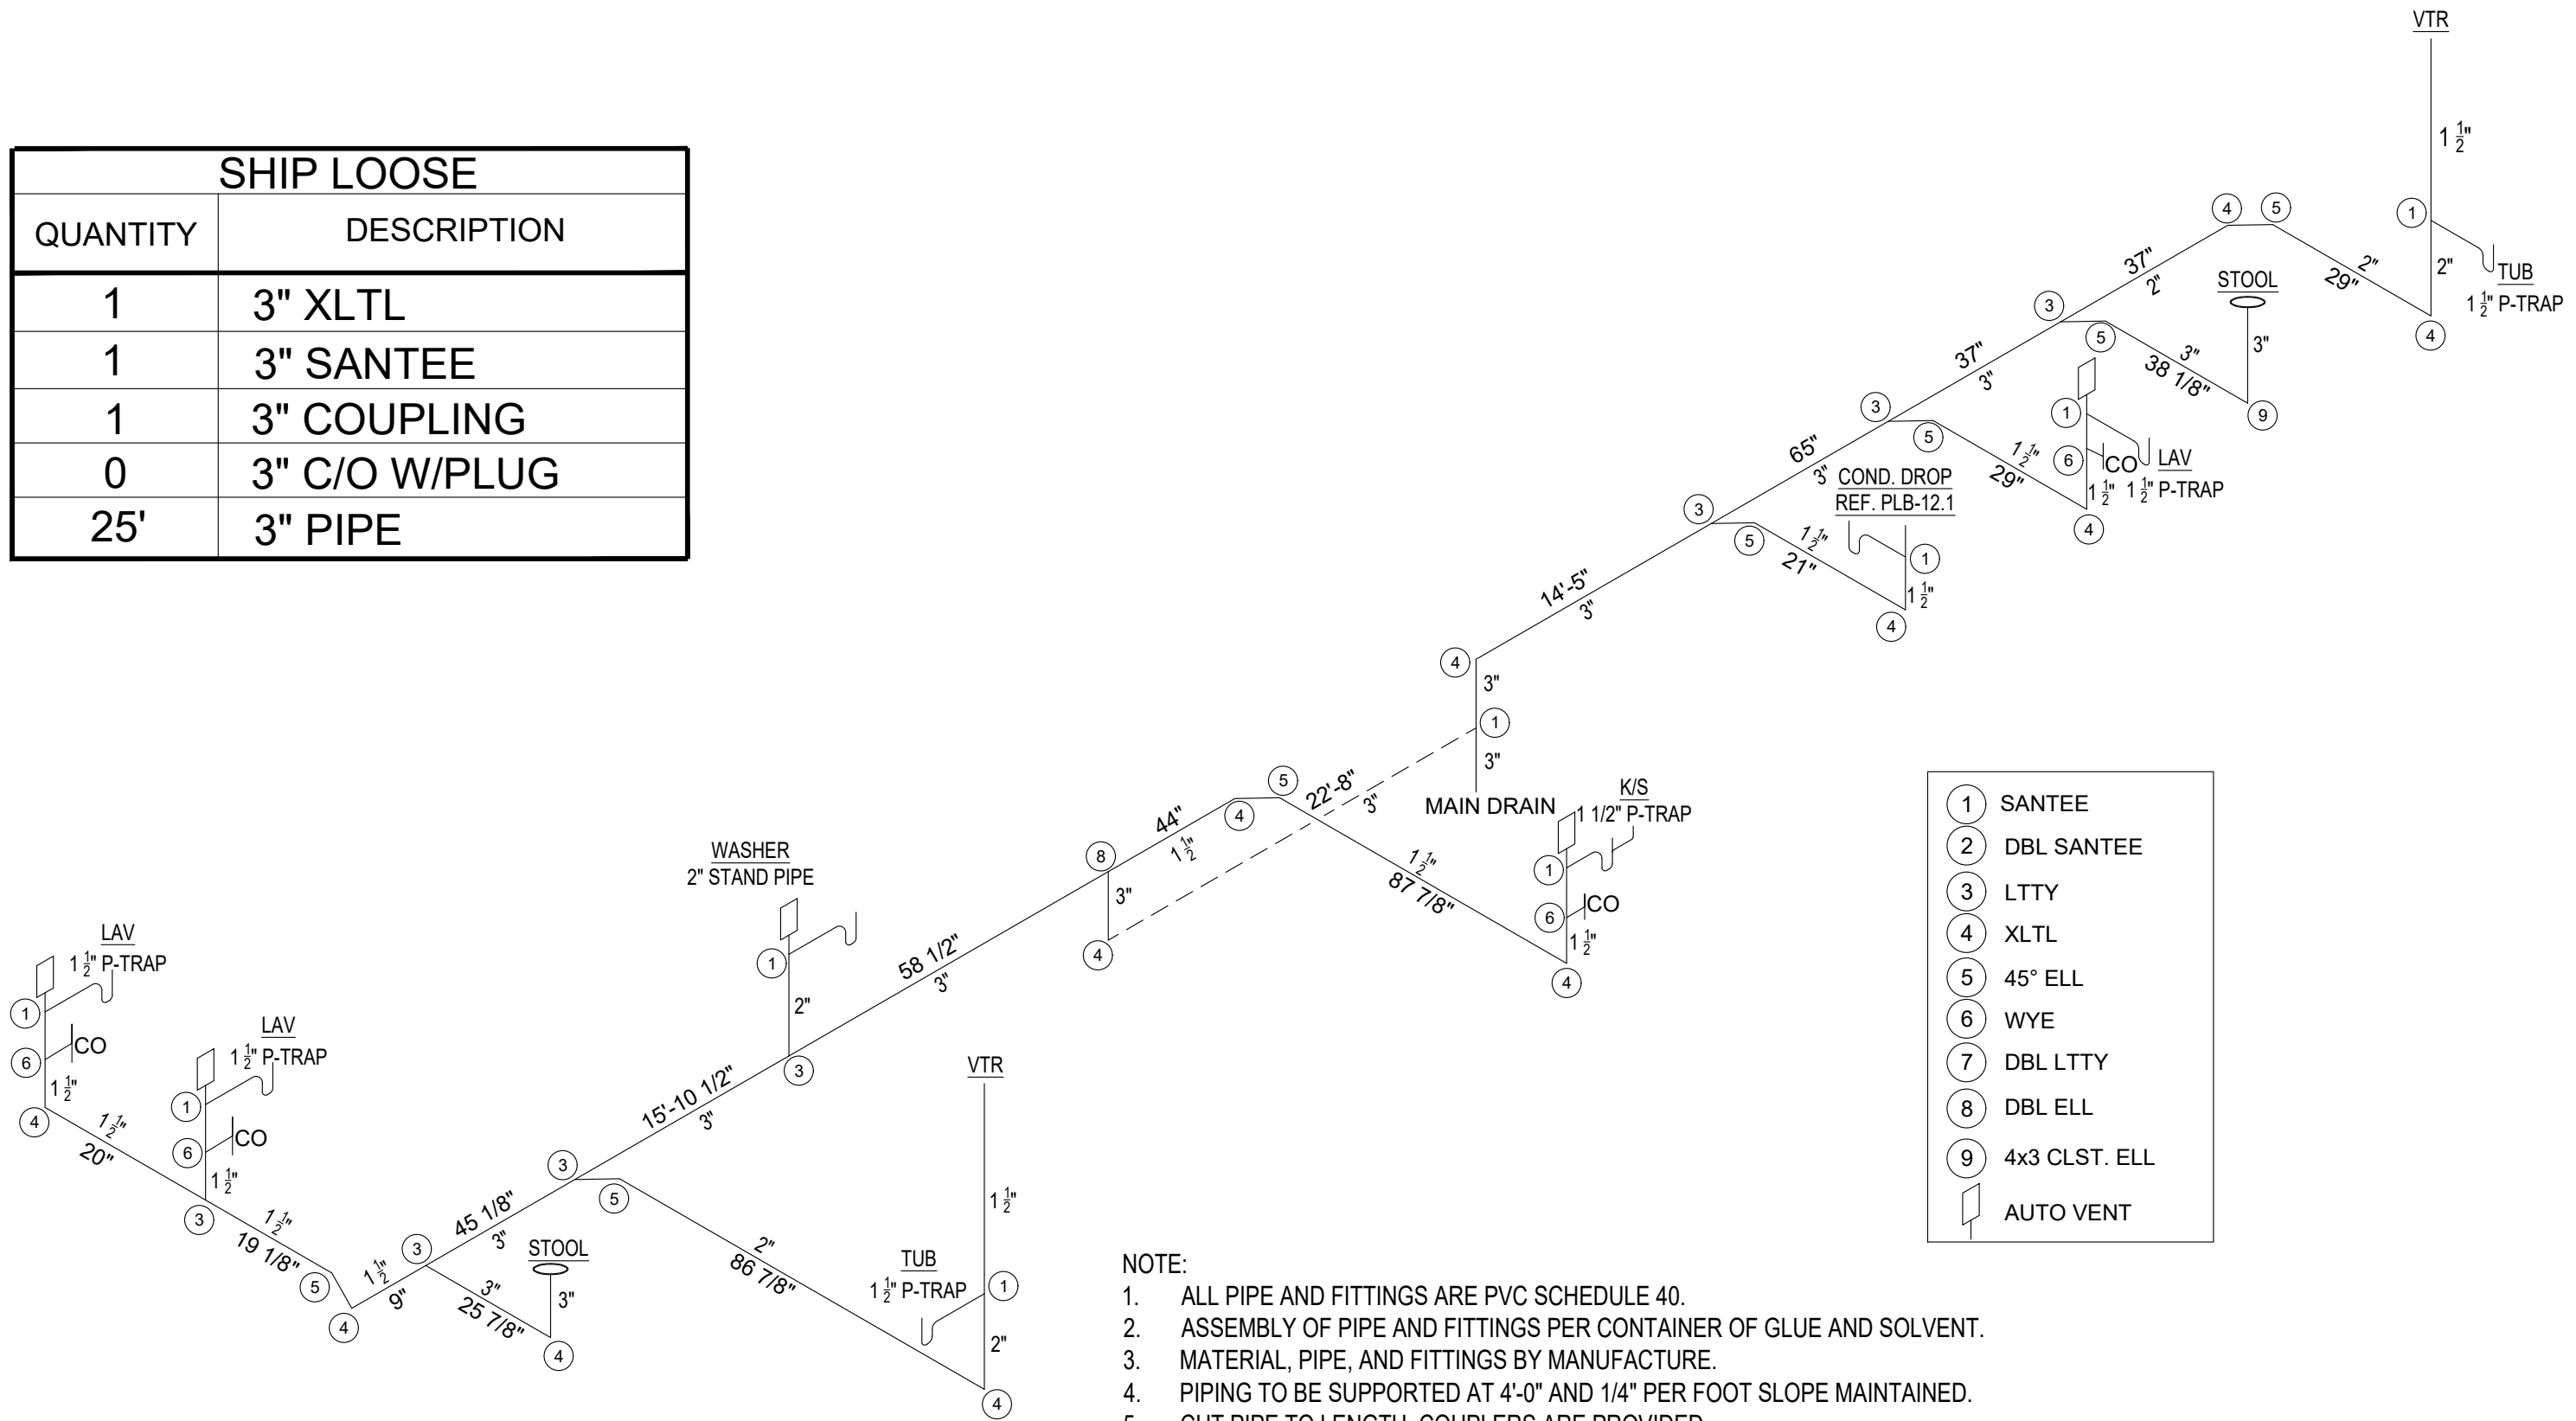 SHIP LOOSE
QUANTITY DESCRIPTION
1 3" XLTL
1 3" SANTEE
1 3" COUPLING
0 3" C/O W/PLUG
25' 3" PIPE
VTR
1 1/2"
1
2"
TUB
1 1/2" P-TRAP
4
4 5
2"
29"
37"
2"
STOOL
3"
9
3
5
3"
38 1/8"
37"
3"
1
6
CO
LAV
1 1/2" P-TRAP
1 1/2"
4
3
5
1 1/2"
29"
65"
3"
COND. DROP
REF. PLB-12.1
1
1 1/2"
4
3
5
1 1/2"
21"
14'-5"
3"
4
3"
1
3"
MAIN DRAIN
22'-8"
3"
K/S
1 1/2" P-TRAP
1
6
CO
1 1/2"
4
5
4
1 1/2"
87 7/8"
44"
1 1/2"
8
3"
4
WASHER
2" STAND PIPE
1
2"
3
58 1/2"
3"
15'-10 1/2"
3"
LAV
1 1/2" P-TRAP
1
6
CO
1 1/2"
4
1 1/2"
20"
LAV
1 1/2" P-TRAP
1
6
CO
1 1/2"
3
1 1/2"
19 1/8"
5
4
1 1/2"
9"
3
45 1/8"
3"
STOOL
3"
3"
25 7/8"
4
3
5
2"
86 7/8"
VTR
1 1/2"
TUB
1 1/2" P-TRAP
1
2"
4
1 SANTEE
2 DBL SANTEE
3 LTTY
4 XLTL
5 45° ELL
6 WYE
7 DBL LTTY
8 DBL ELL
9 4x3 CLST. ELL
AUTO VENT
NOTE:
1. ALL PIPE AND FITTINGS ARE PVC SCHEDULE 40.
2. ASSEMBLY OF PIPE AND FITTINGS PER CONTAINER OF GLUE AND SOLVENT.
3. MATERIAL, PIPE, AND FITTINGS BY MANUFACTURE.
4. PIPING TO BE SUPPORTED AT 4'-0" AND 1/4" PER FOOT SLOPE MAINTAINED.